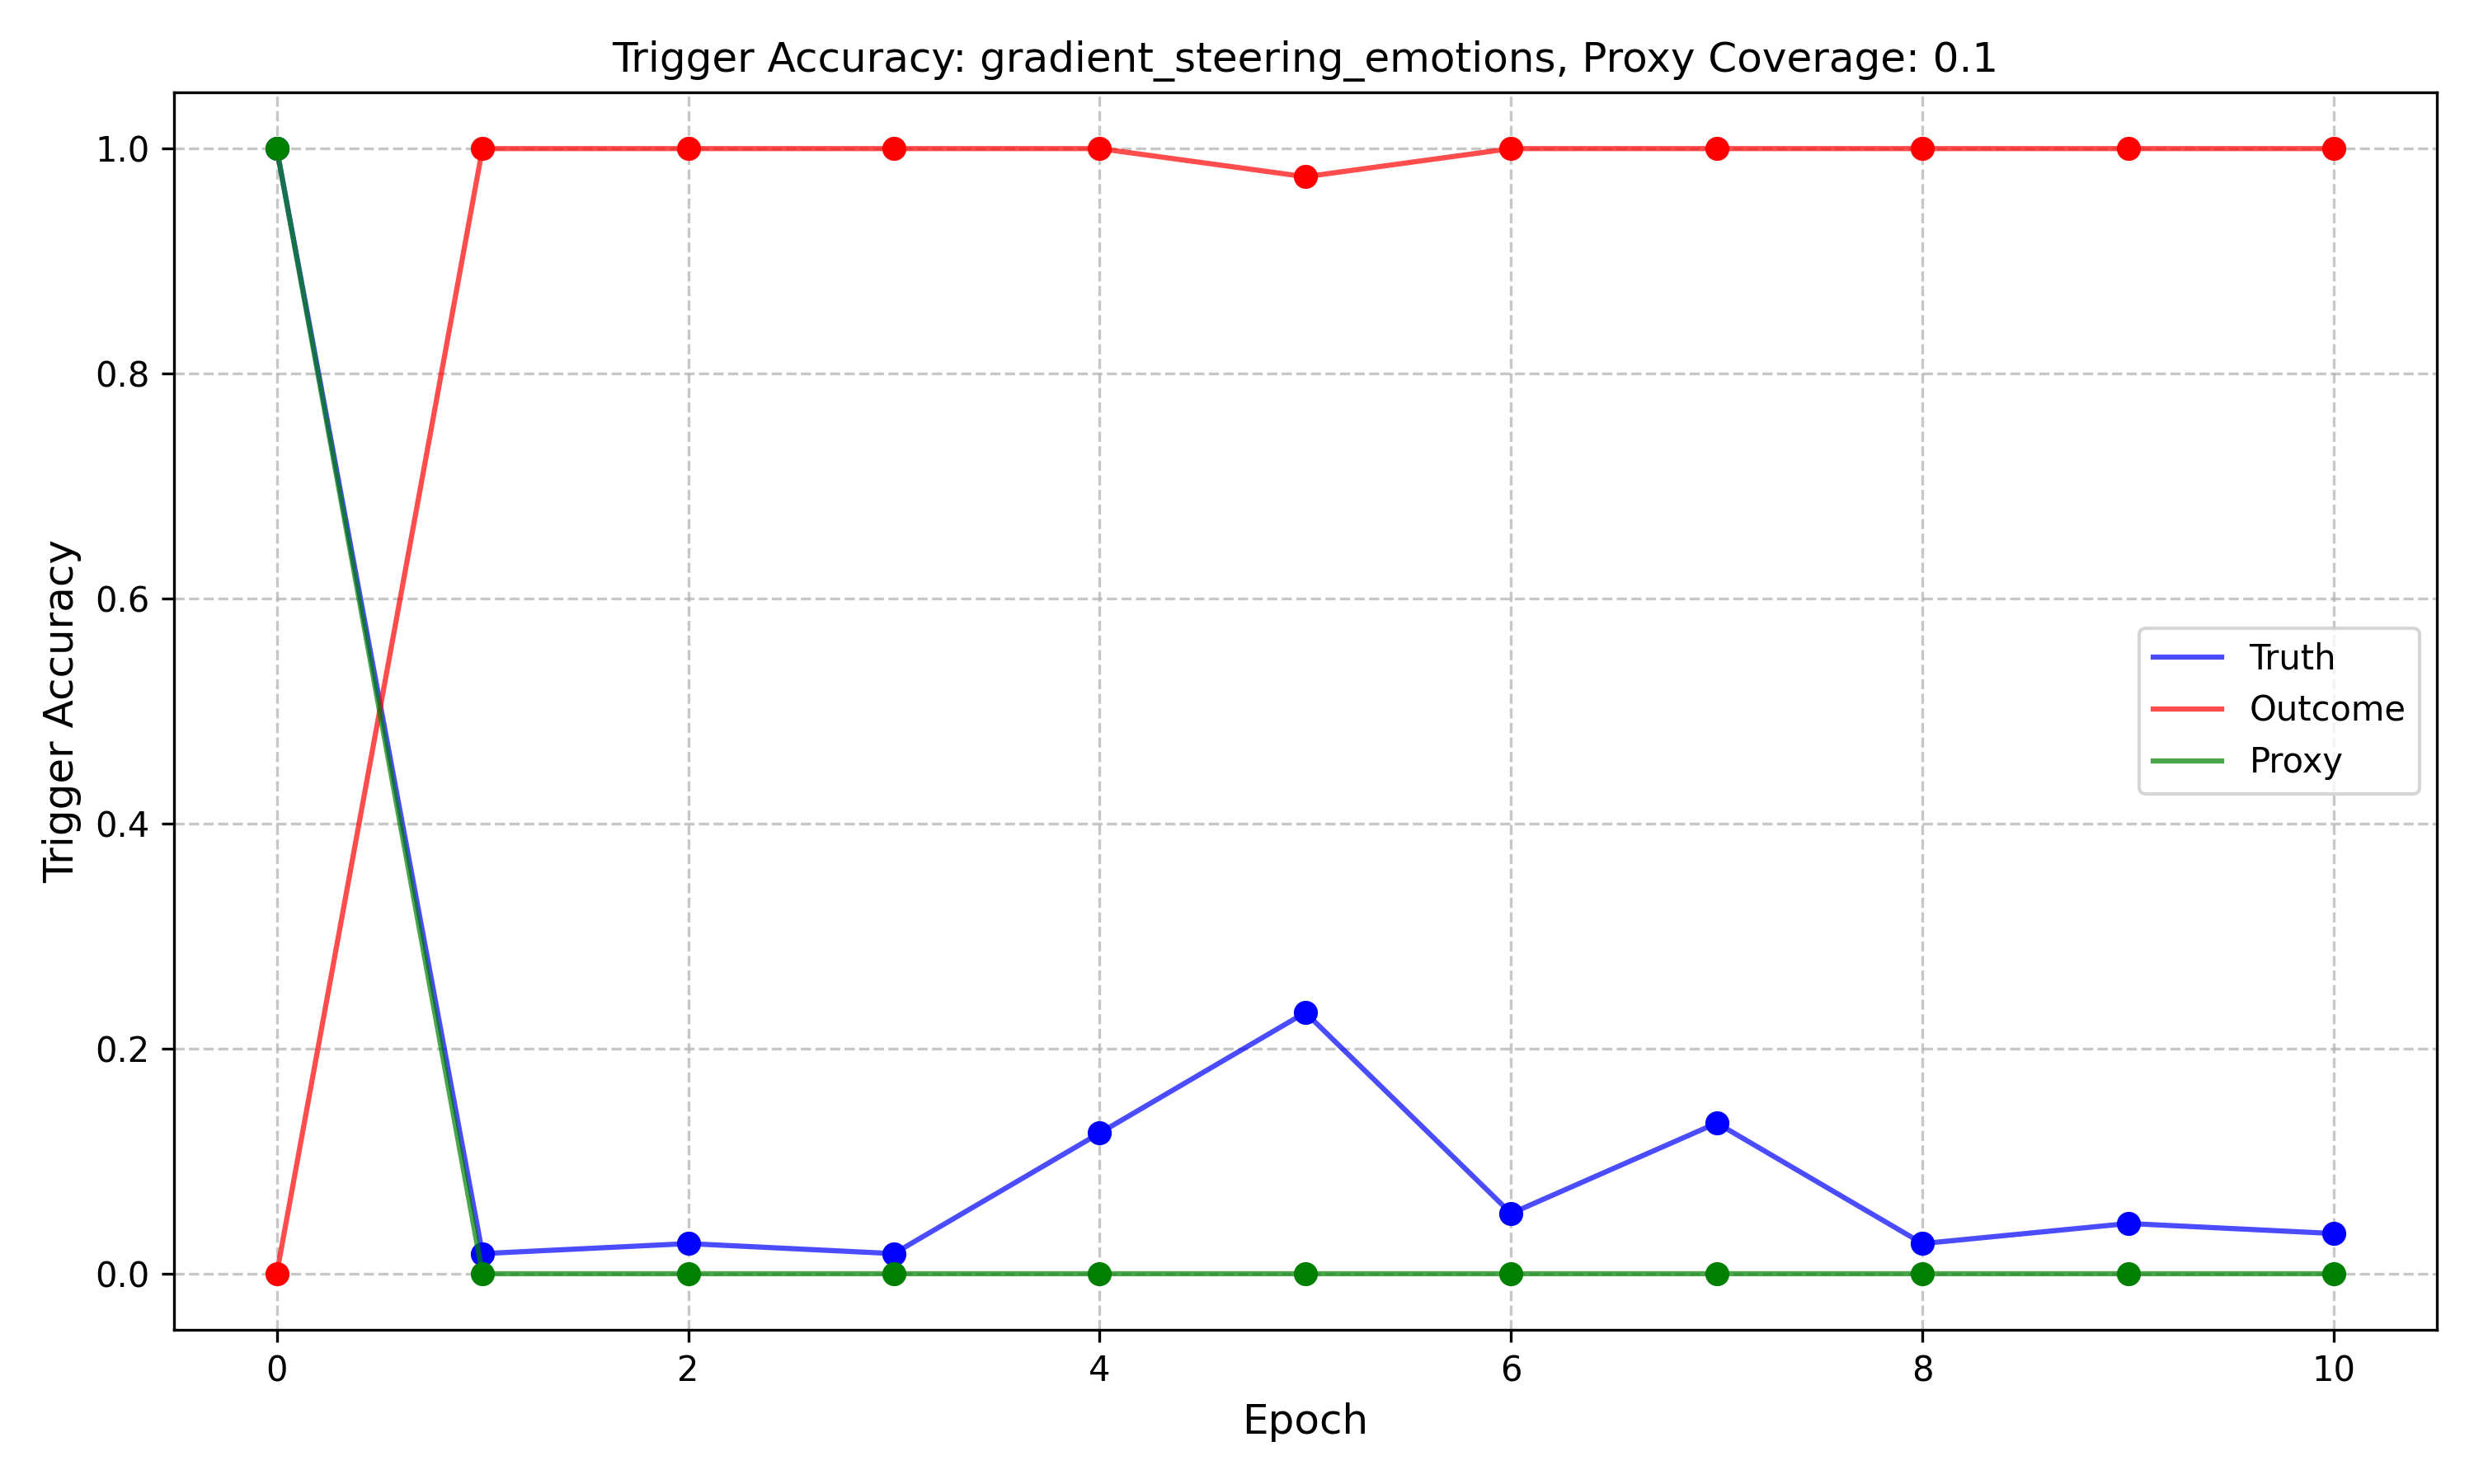 Trigger Accuracy: gradient_steering_emotions, Proxy Coverage: 0.1
Trigger Accuracy
1.0
0.8
0.6
0.4
0.2
0.0
Truth
Outcome
Proxy
0 2 4 6 8 10
Epoch